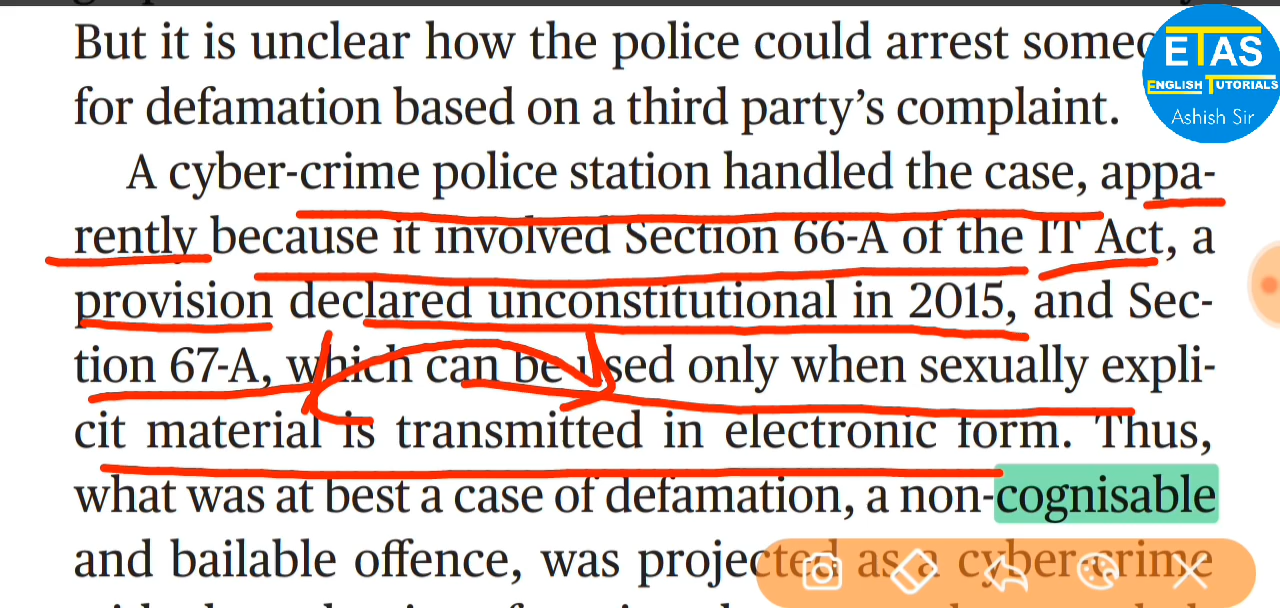 But it is unclear how the police could arrest
for defamation based on a third party's complaint.
A cyber-crime police station handled the case, appa-
rently because it involved Section 66-A of the IT Act, a
provision declared unconstitutional in 2015, and Sec-
tion 67-A, which can be used only when sexually expli-
cit material is transmitted in electronic form. Thus,
what was at best a case of defamation, a non-cognisable
and bailable offence, was projected as a cyber-crime
ETAS
ENGLISH TUTORIALS
Ashish Sir